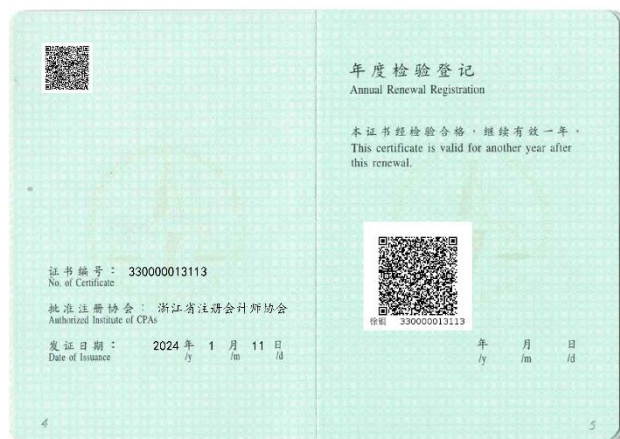 证书编号： 330000013113
No. of Certificate
批准注册协会： 浙江省注册会计师协会
Authorized Institute of CPAs
发证日期： 2024 年 1 月 11 日
Date of Issuance /y /m /d
4
年度检验登记
Annual Renewal Registration
本证书经检验合格，继续有效一年。
This certificate is valid for another year after
this renewal.
330000013113
年 月 日
/y /m /d
5